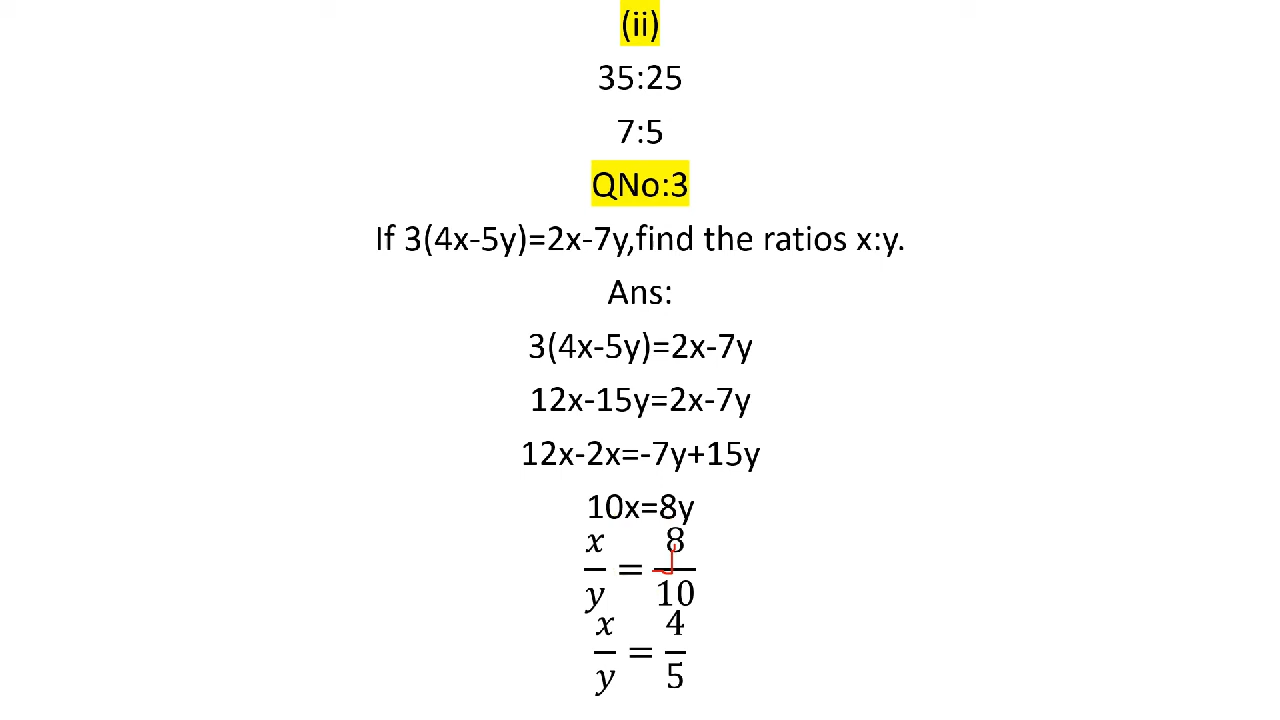 (ii)
35:25
7:5
QNo:3
If 3(4x-5y)=2x-7y,find the ratios x:y.
Ans:
3(4x-5y)=2x-7y
12x-15y=2x-7y
12x-2x=-7y+15y
10x=8y
x/y = 8/10
x/y = 4/5